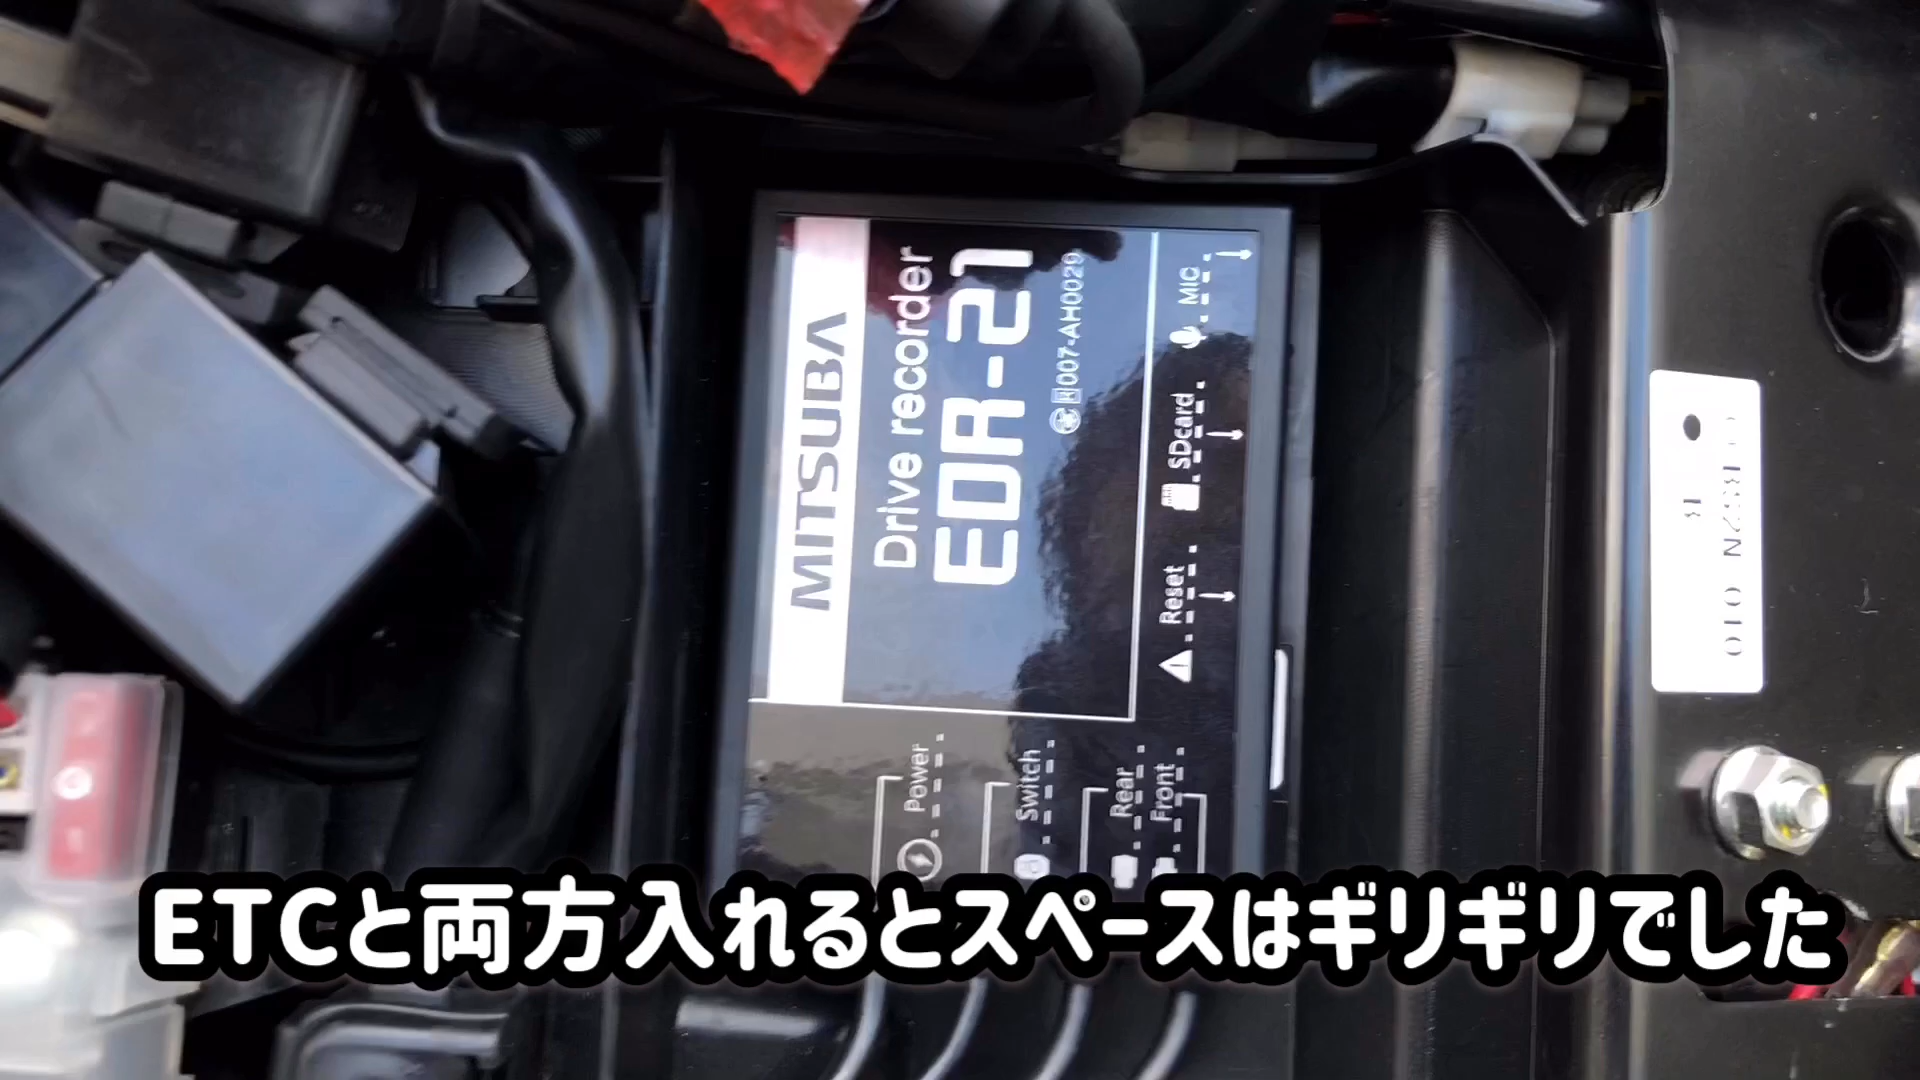 MITSUBA
Drive recorder
EDR-21
R 007-AH0029
Reset
SDcard
MIC
Power
Switch
Rear
Front
ETCと両方入れるとスペースはギリギリでした